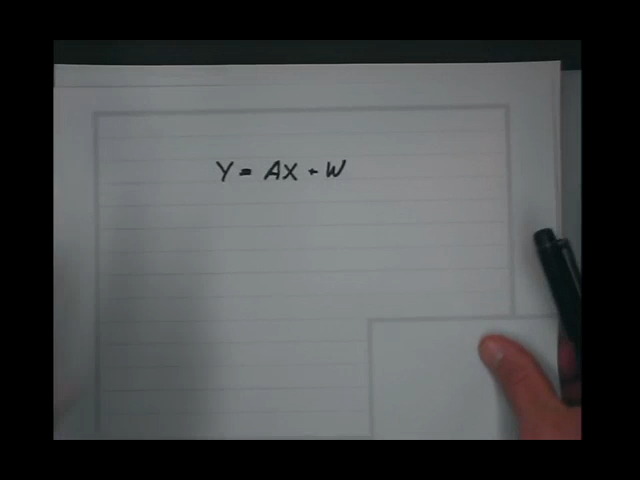 Y = AX + W